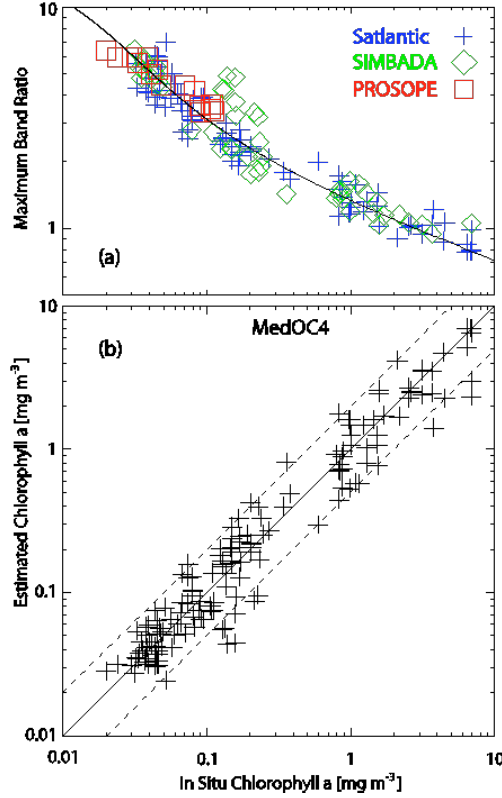 10
Satlantic
SIMBADA
PROSOPE
Maximum Band Ratio
1
(a)
10
MedOC4
(b)
Estimated Chlorophyll a [mg m⁻³]
1
0.1
0.01
0.01 0.1 1 10
In Situ Chlorophyll a [mg m⁻³]